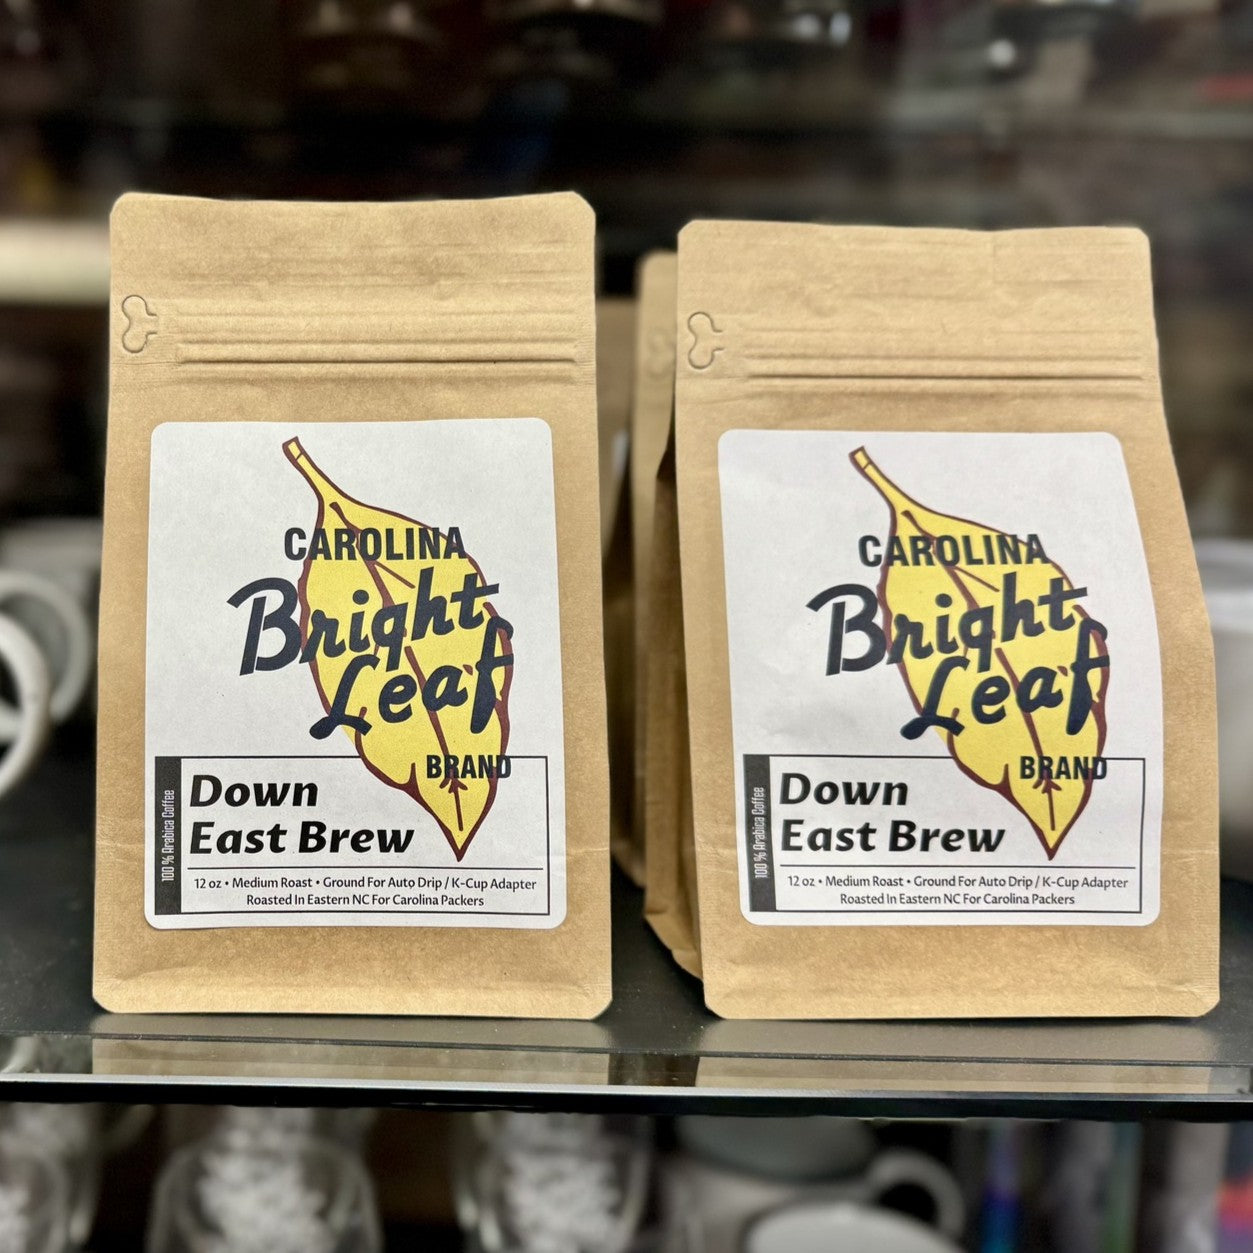 CAROLINA
Bright
Leaf
BRAND
Down
East Brew
100 % Arabica Coffee
12 oz • Medium Roast • Ground For Auto Drip / K-Cup Adapter
Roasted In Eastern NC For Carolina Packers
CAROLINA
Bright
Leaf
BRAND
Down
East Brew
100 % Arabica Coffee
12 oz • Medium Roast • Ground For Auto Drip / K-Cup Adapter
Roasted In Eastern NC For Carolina Packers